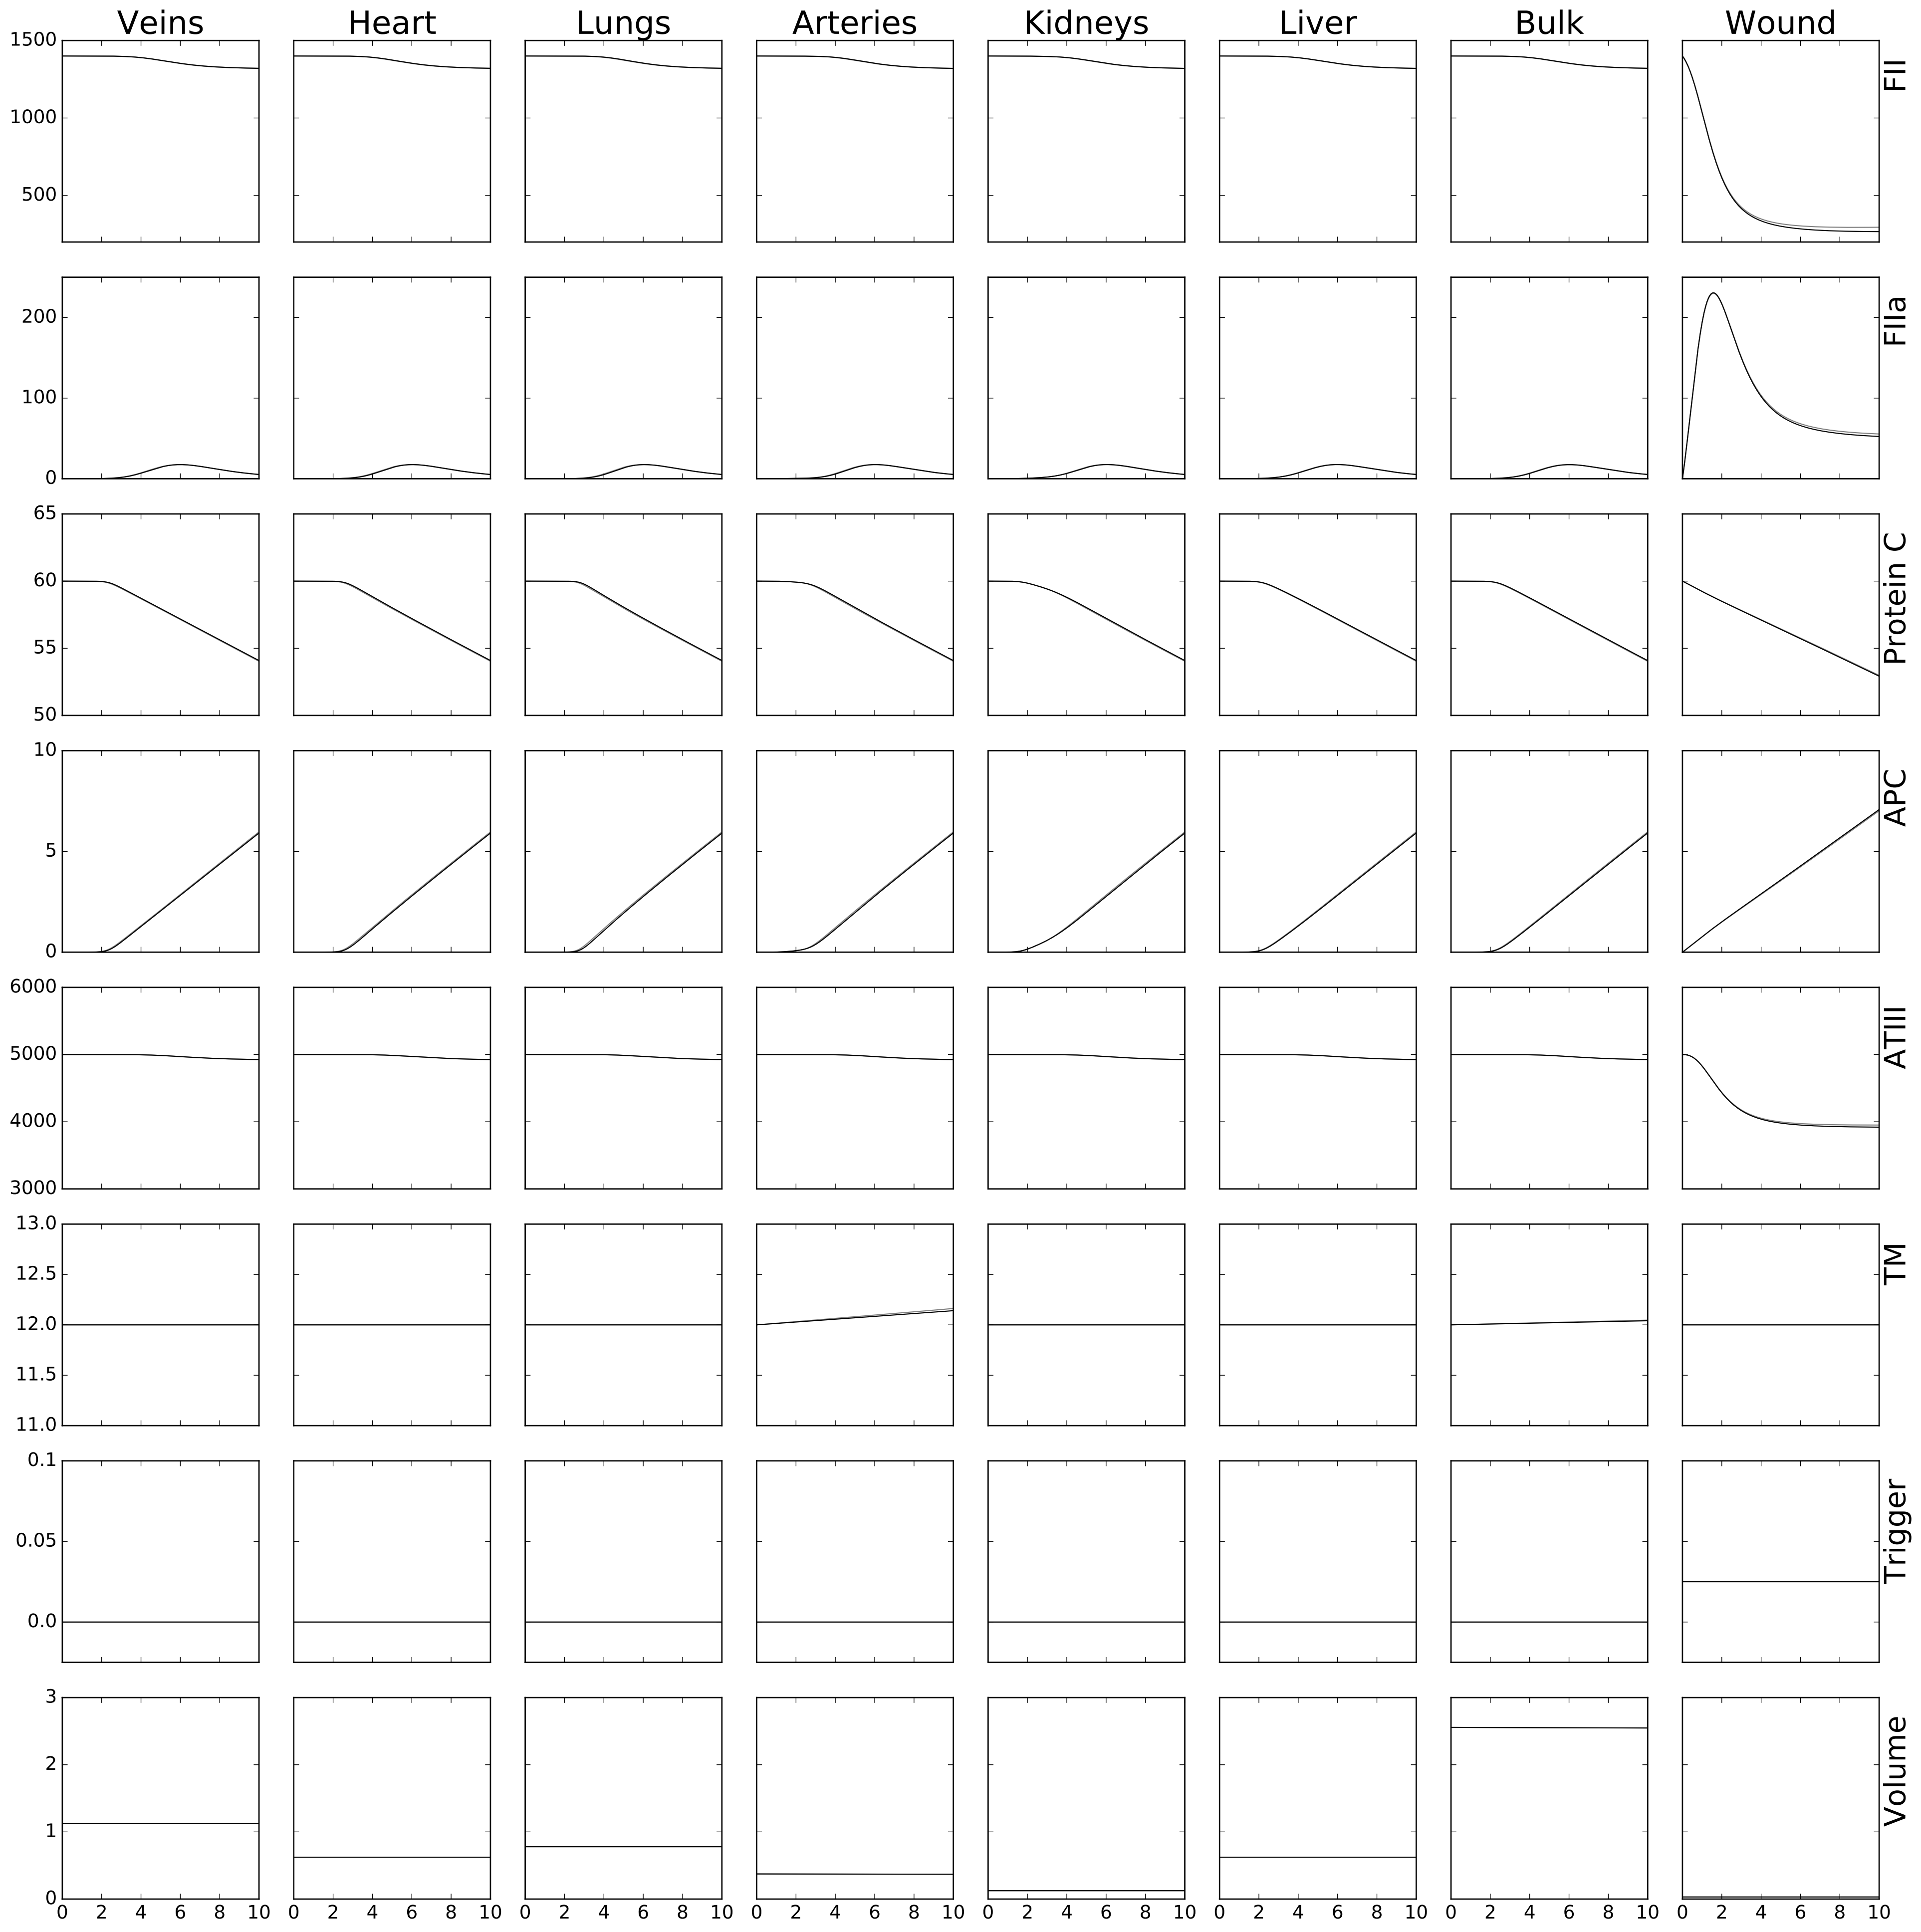 Veins Heart Lungs Arteries Kidneys Liver Bulk Wound
1500
1000
500
FII
200
100
0
FIIa
65
60
55
50
Protein C
10
5
0
APC
6000
5000
4000
3000
ATIII
13.0
12.5
12.0
11.5
11.0
TM
0.1
0.05
0.0
Trigger
3
2
1
0
Volume
0 2 4 6 8 10 0 2 4 6 8 10 0 2 4 6 8 10 0 2 4 6 8 10 0 2 4 6 8 10 0 2 4 6 8 10 0 2 4 6 8 10 0 2 4 6 8 10